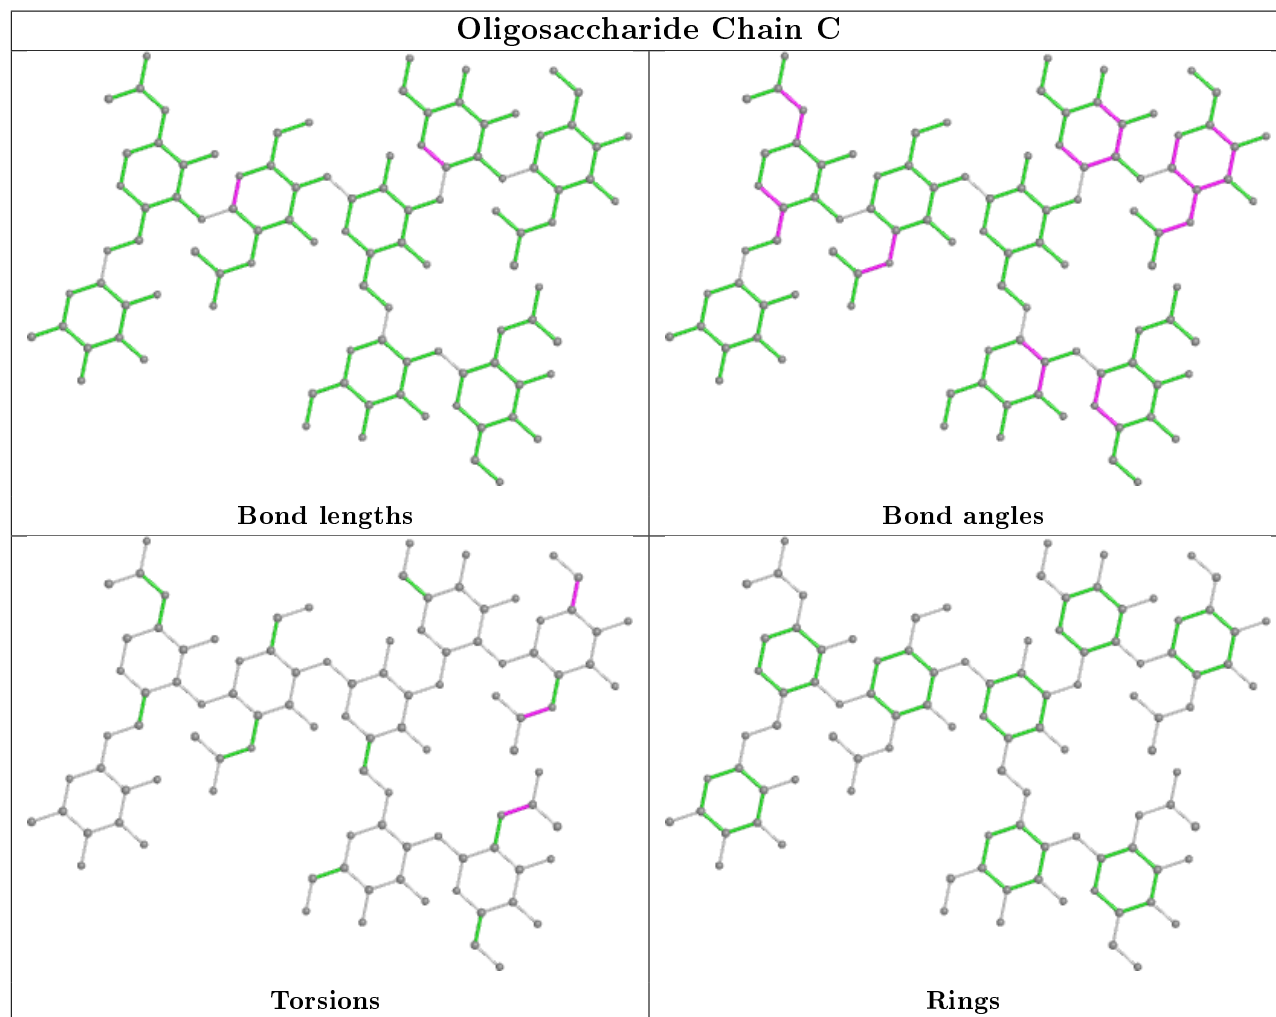 Oligosaccharide Chain C
Bond lengths
Bond angles
Torsions
Rings